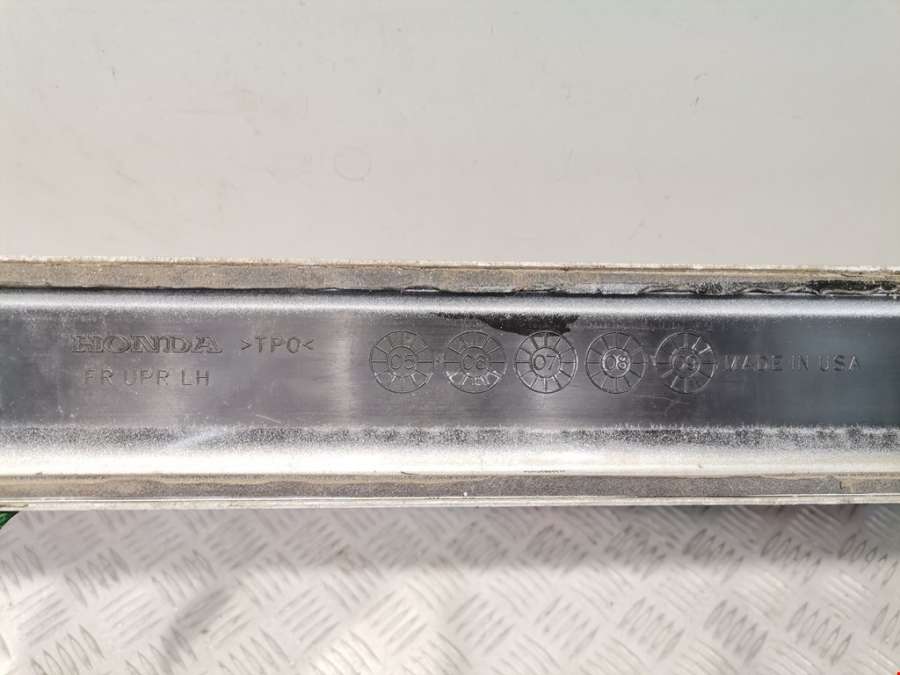 HONDA >TPO< 05 06 07 08 09 MADE IN USA
FR UPR LH